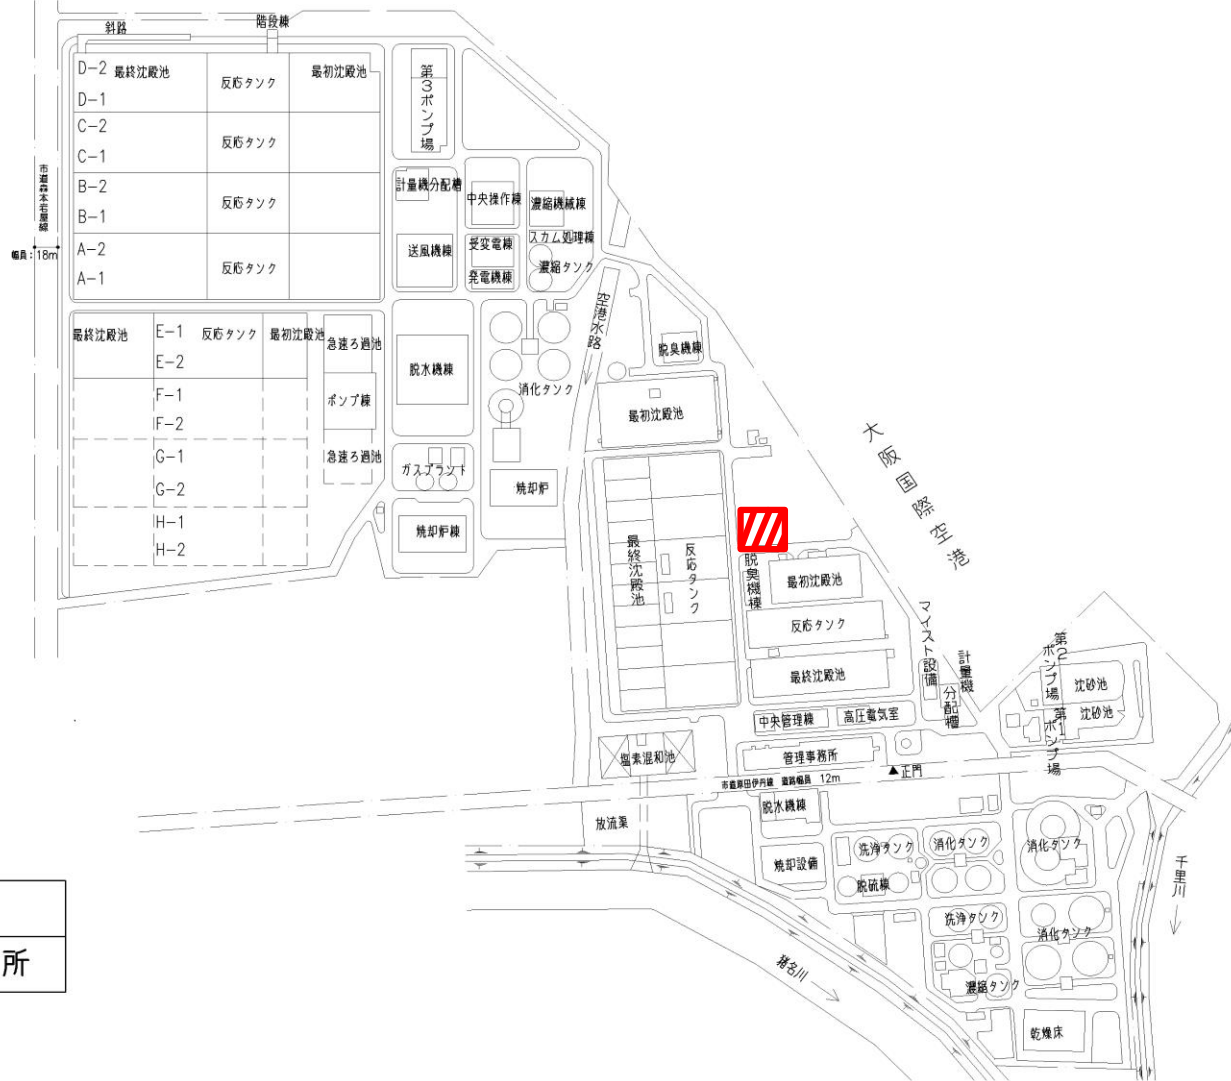 斜路
階段棟
D-2
最終沈殿池
反応タンク
最初沈殿池
第3ポンプ場
D-1
C-2
反応タンク
C-1
市道森本宅屋線
計量機分配槽
中央操作棟
濃縮機械棟
B-2
反応タンク
B-1
スカム処理棟
幅員:18m
A-2
送風機棟
受変電棟
反応タンク
A-1
発電機棟
濃縮タンク
空港水路
最終沈殿池
E-1
反応タンク
最初沈殿池
急速ろ過池
脱臭機棟
E-2
脱水機棟
消化タンク
F-1
ポンプ棟
F-2
最初沈殿池
大阪国際空港
G-1
急速ろ過池
ガスプラント
G-2
焼却炉
H-1
焼却炉棟
H-2
最終沈殿池
反応タンク
脱臭機棟
最初沈殿池
反応タンク
マイスト設備
第2ポンプ場
計量機
分配槽
最終沈殿池
沈砂池
第1ポンプ場
沈砂池
中央管理棟
高圧電気室
塩素混和池
管理事務所
▲正門
市道原田伊丹線 道路幅員 12m
脱水機棟
放流渠
洗浄タンク
消化タンク
消化タンク
焼却設備
脱硫棟
千里川
洗浄タンク
消化タンク
猪名川
濃縮タンク
乾燥床
所